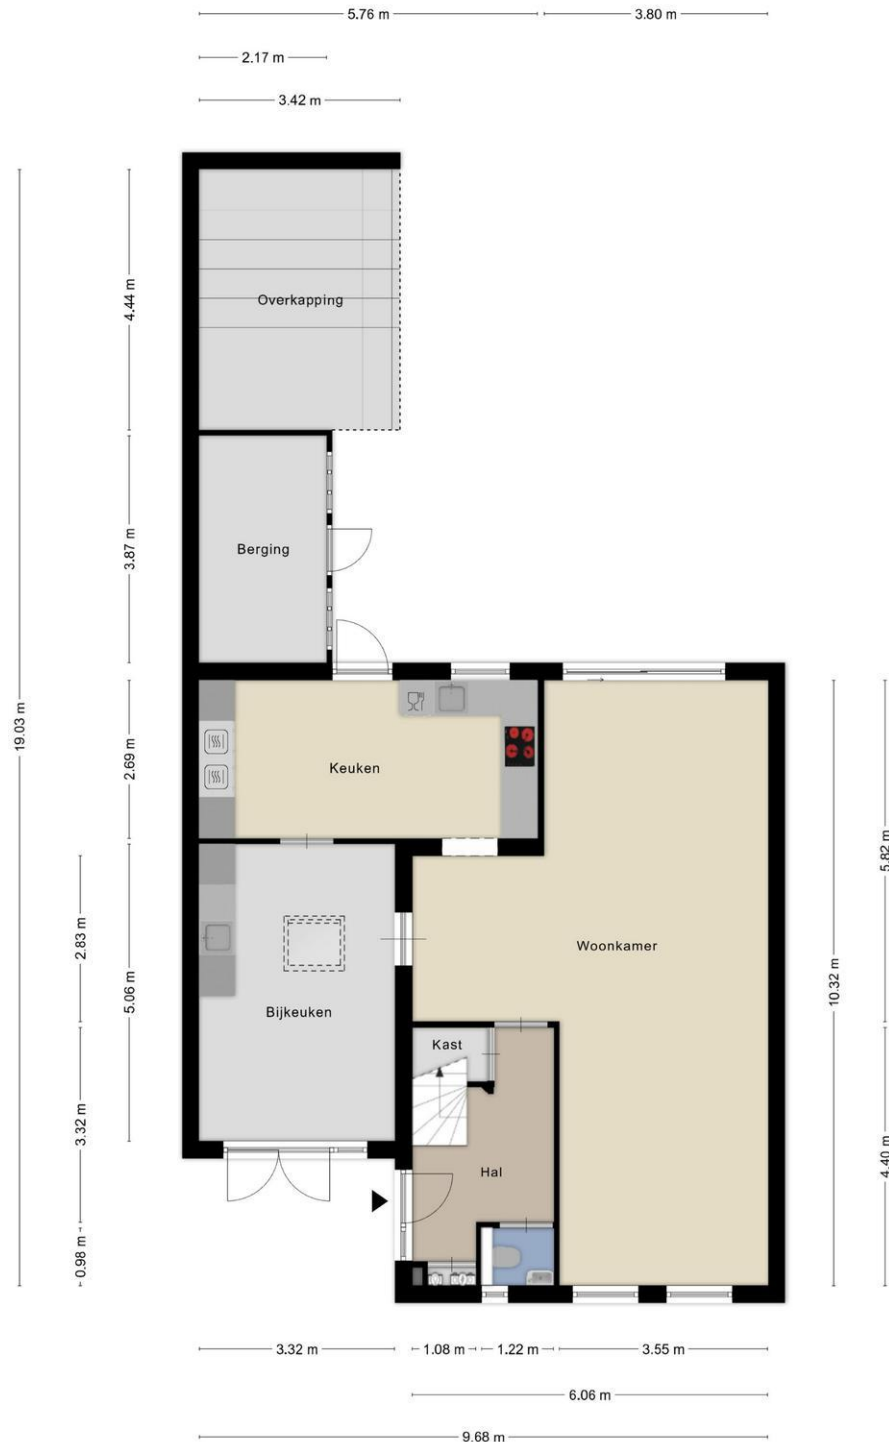 5.76 m
3.80 m
2.17 m
3.42 m
Overkapping
4.44 m
Berging
3.87 m
19.03 m
Keuken
2.69 m
5.82 m
Woonkamer
2.83 m
10.32 m
5.06 m
Bijkeuken
Kast
3.32 m
Hal
4.40 m
0.98 m
3.32 m
1.08 m
1.22 m
3.55 m
6.06 m
9.68 m